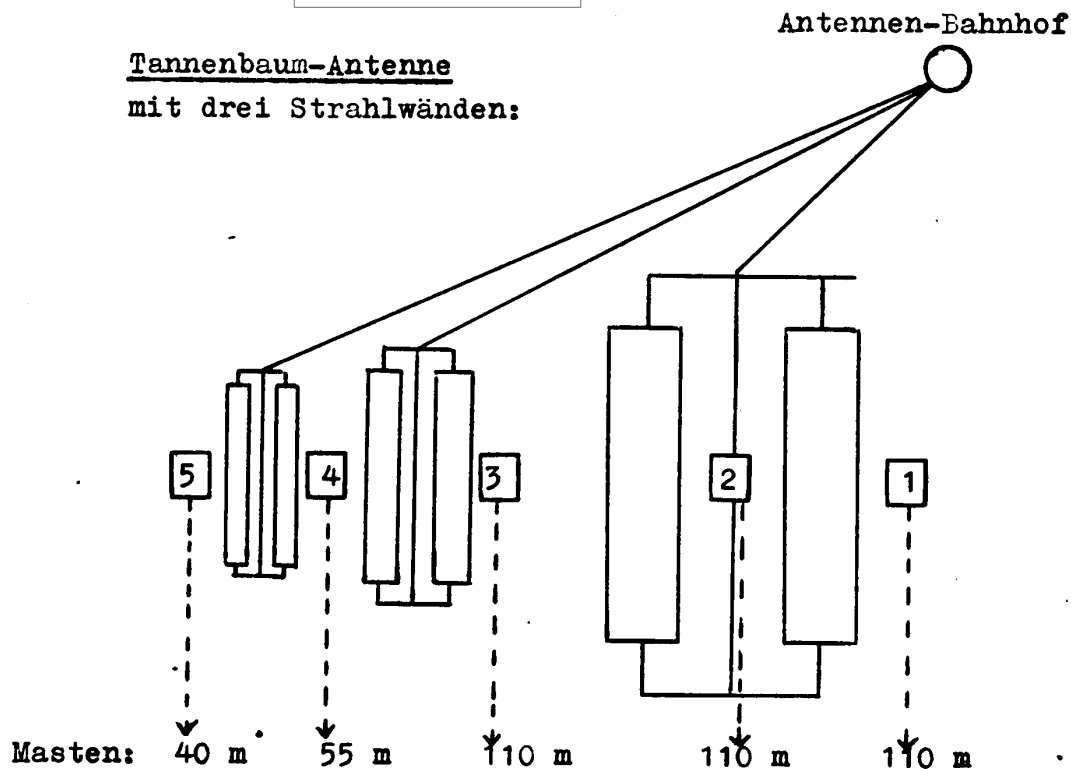 Antennen-Bahnhof
Tannenbaum-Antenne
mit drei Strahlwänden:
5 4 3 2 1
Masten: 40 m 55 m 110 m 110 m 110 m